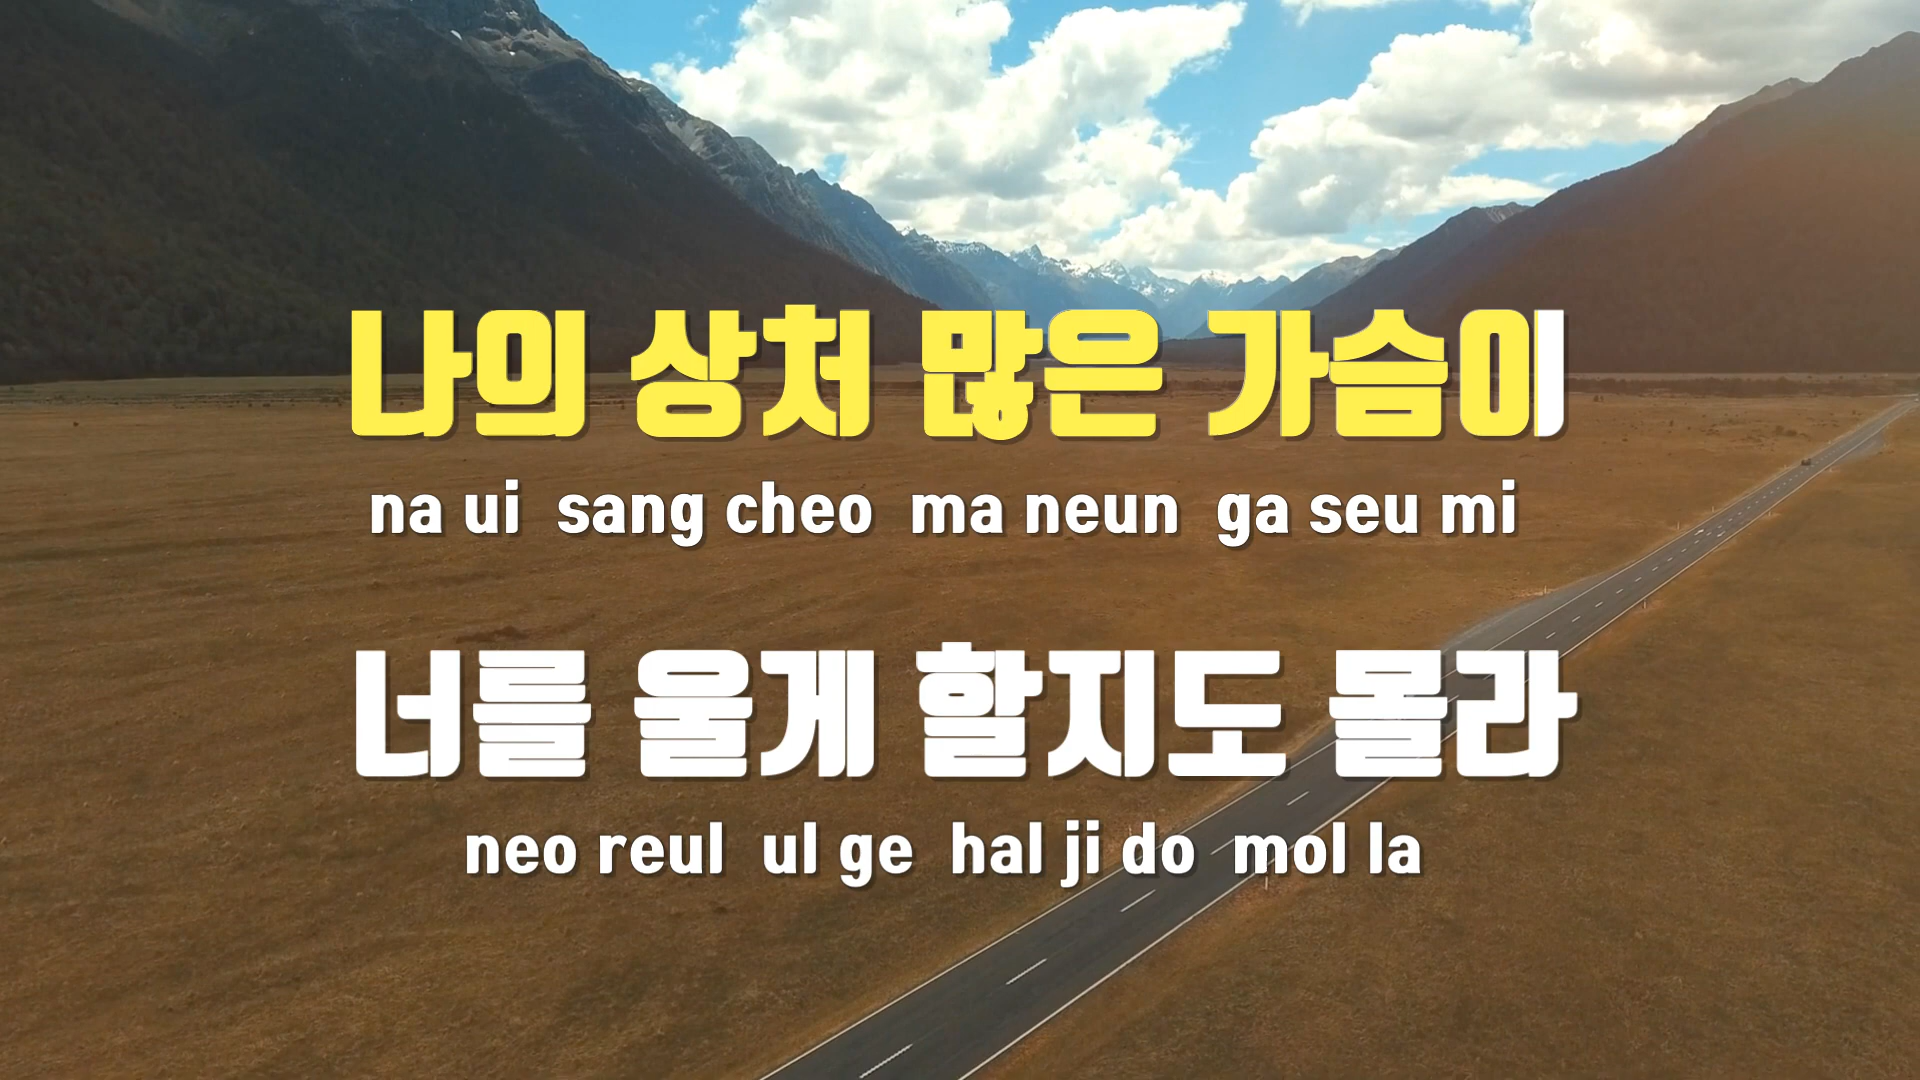 나의 상처 많은 가슴이
na ui sang cheo ma neun ga seu mi
너를 울게 할지도 몰라
neo reul ul ge hal ji do mol la